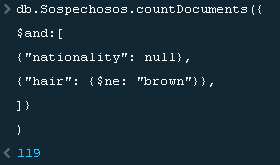 > db.Sospechosos.countDocuments({
$and:[
{"nationality": null},
{"hair": {$ne: "brown"}},
]}
)
< 119